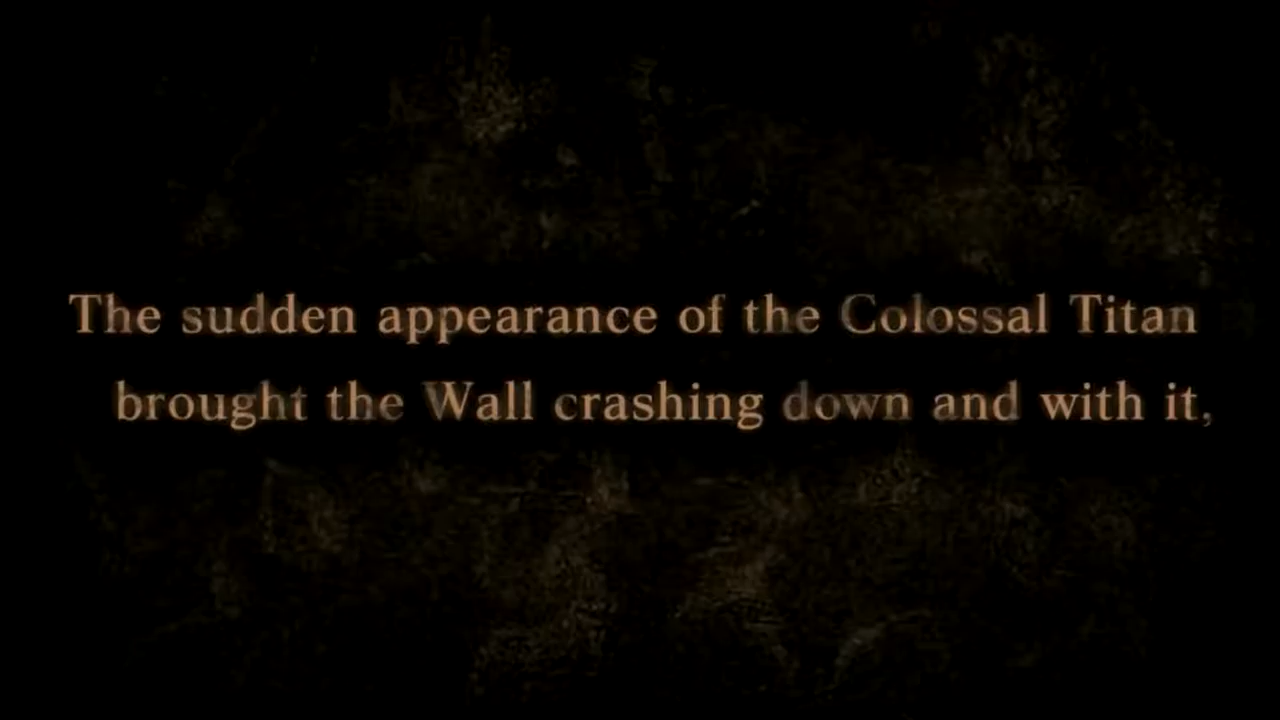 The sudden appearance of the Colossal Titan
brought the Wall crashing down and with it,